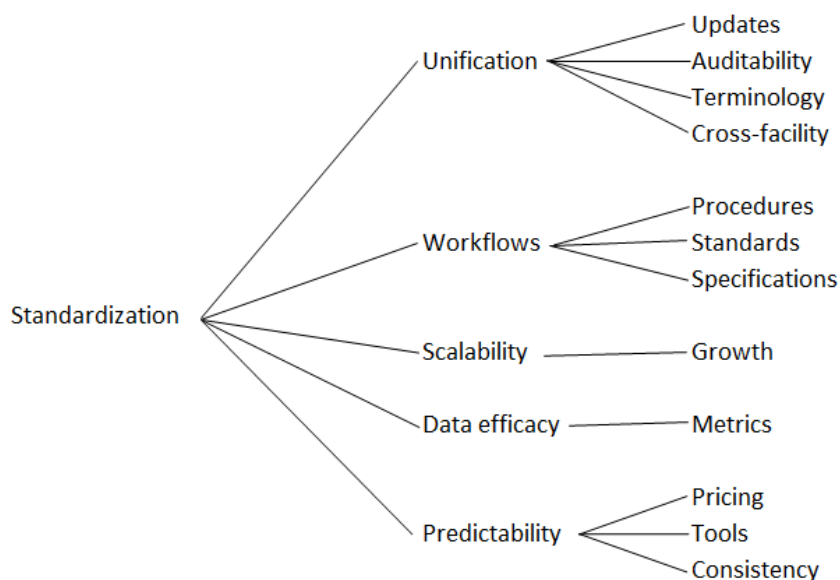 Updates
Unification
Auditability
Terminology
Cross-facility
Procedures
Workflows
Standards
Specifications
Standardization
Scalability
Growth
Data efficacy
Metrics
Pricing
Predictability
Tools
Consistency